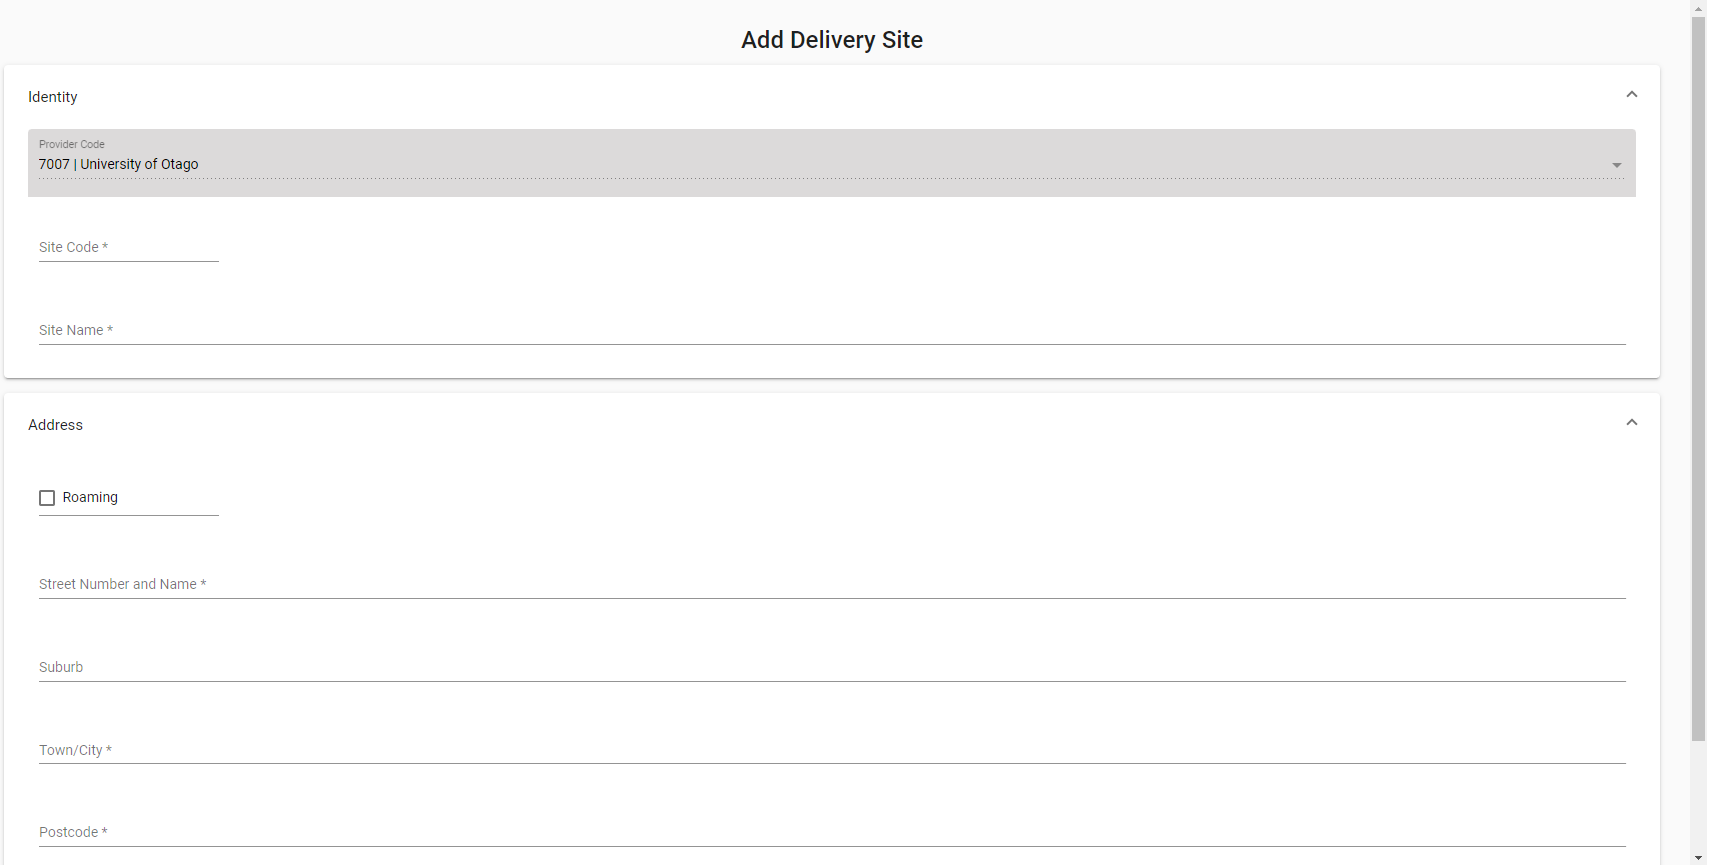 Add Delivery Site
Identity
Provider Code
7007 | University of Otago
Site Code *
Site Name *
Address
Roaming
Street Number and Name *
Suburb
Town/City *
Postcode *